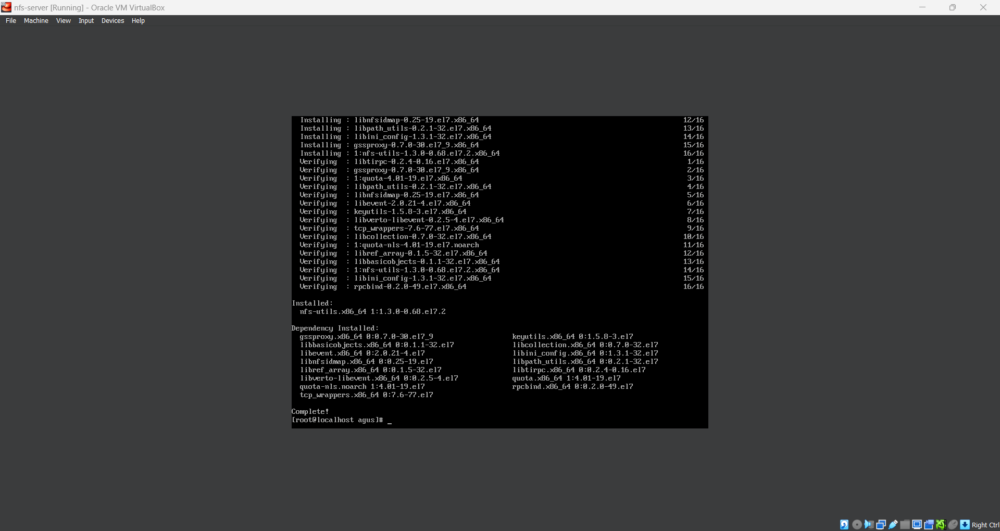 nfs-server [Running] - Oracle VM VirtualBox
File Machine View Input Devices Help
Installing : libnfsidmap-0.25-19.el7.x86_64 12/16
Installing : libpath_utils-0.2.1-32.el7.x86_64 13/16
Installing : libini_config-1.3.1-32.el7.x86_64 14/16
Installing : gssproxy-0.7.0-30.el7_9.x86_64 15/16
Installing : 1:nfs-utils-1.3.0-0.68.el7.2.x86_64 16/16
Verifying : libtirpc-0.2.4-0.16.el7.x86_64 1/16
Verifying : gssproxy-0.7.0-30.el7_9.x86_64 2/16
Verifying : 1:quota-4.01-19.el7.x86_64 3/16
Verifying : libpath_utils-0.2.1-32.el7.x86_64 4/16
Verifying : libnfsidmap-0.25-19.el7.x86_64 5/16
Verifying : libevent-2.0.21-4.el7.x86_64 6/16
Verifying : keyutils-1.5.8-3.el7.x86_64 7/16
Verifying : libverto-libevent-0.2.5-4.el7.x86_64 8/16
Verifying : tcp_wrappers-7.6-77.el7.x86_64 9/16
Verifying : libcollection-0.7.0-32.el7.x86_64 10/16
Verifying : 1:quota-nls-4.01-19.el7.noarch 11/16
Verifying : libref_array-0.1.5-32.el7.x86_64 12/16
Verifying : libbasicobjects-0.1.1-32.el7.x86_64 13/16
Verifying : 1:nfs-utils-1.3.0-0.68.el7.2.x86_64 14/16
Verifying : libini_config-1.3.1-32.el7.x86_64 15/16
Verifying : rpcbind-0.2.0-49.el7.x86_64 16/16
Installed:
nfs-utils.x86_64 1:1.3.0-0.68.el7.2
Dependency Installed:
gssproxy.x86_64 0:0.7.0-30.el7_9 keyutils.x86_64 0:1.5.8-3.el7
libbasicobjects.x86_64 0:0.1.1-32.el7 libcollection.x86_64 0:0.7.0-32.el7
libevent.x86_64 0:2.0.21-4.el7 libini_config.x86_64 0:1.3.1-32.el7
libnfsidmap.x86_64 0:0.25-19.el7 libpath_utils.x86_64 0:0.2.1-32.el7
libref_array.x86_64 0:0.1.5-32.el7 libtirpc.x86_64 0:0.2.4-0.16.el7
libverto-libevent.x86_64 0:0.2.5-4.el7 quota.x86_64 1:4.01-19.el7
quota-nls.noarch 1:4.01-19.el7 rpcbind.x86_64 0:0.2.0-49.el7
tcp_wrappers.x86_64 0:7.6-77.el7
Complete!
[root@localhost agus]# _
Right Ctrl